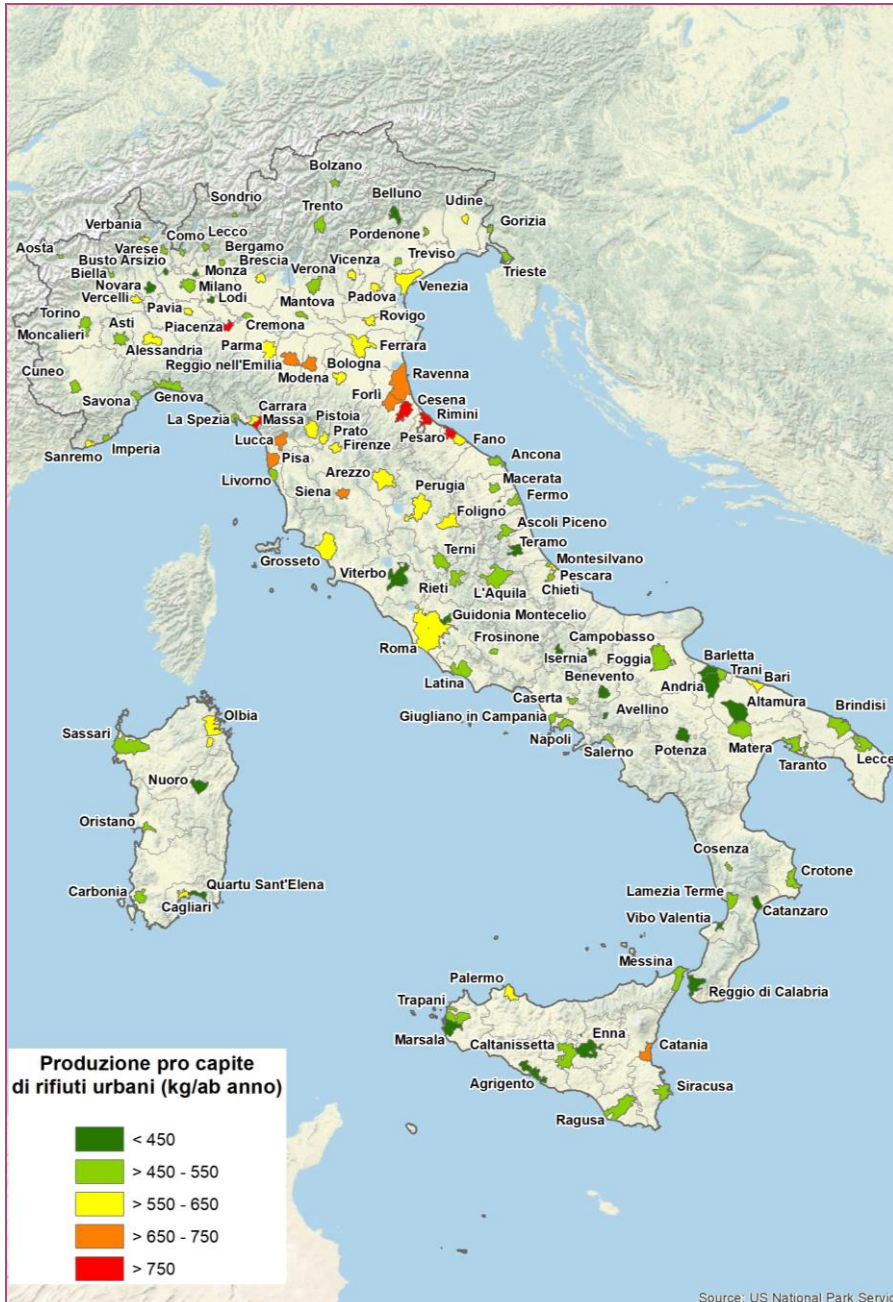 Bolzano
Sondrio
Belluno
Udine
Trento
Verbania
Lecco
Como
Pordenone
Gorizia
Aosta
Varese
Bergamo
Treviso
Busto Arsizio
Brescia
Vicenza
Trieste
Biella
Monza
Verona
Novara
Milano
Padova
Venezia
Vercelli
Lodi
Mantova
Torino
Pavia
Rovigo
Asti
Piacenza
Cremona
Moncalieri
Parma
Ferrara
Alessandria
Reggio nell'Emilia
Bologna
Cuneo
Modena
Ravenna
Savona
Genova
Forlì
Cesena
Carrara
Rimini
La Spezia
Massa
Pistoia
Prato
Pesaro
Fano
Imperia
Lucca
Firenze
Sanremo
Pisa
Ancona
Arezzo
Macerata
Livorno
Siena
Perugia
Fermo
Foligno
Ascoli Piceno
Teramo
Grosseto
Terni
Montesilvano
Viterbo
Pescara
Rieti
L'Aquila
Chieti
Guidonia Montecelio
Roma
Frosinone
Campobasso
Barletta
Isernia
Foggia
Trani
Latina
Benevento
Andria
Bari
Caserta
Altamura
Olbia
Giugliano in Campania
Avellino
Brindisi
Sassari
Napoli
Salerno
Potenza
Matera
Lecce
Taranto
Nuoro
Oristano
Cosenza
Crotone
Carbonia
Quartu Sant'Elena
Lamezia Terme
Cagliari
Catanzaro
Vibo Valentia
Messina
Palermo
Reggio di Calabria
Trapani
Enna
Marsala
Caltanissetta
Catania
Agrigento
Siracusa
Ragusa
Produzione pro capite
di rifiuti urbani (kg/ab anno)
< 450
> 450 - 550
> 550 - 650
> 650 - 750
> 750
Source: US National Park Servic